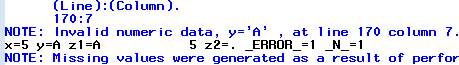 (Line):(Column).
170:7
NOTE: Invalid numeric data, y='A' , at line 170 column 7.
x=5 y=A z1=A 5 z2=. _ERROR_=1 _N_=1
NOTE: Missing values were generated as a result of perfor